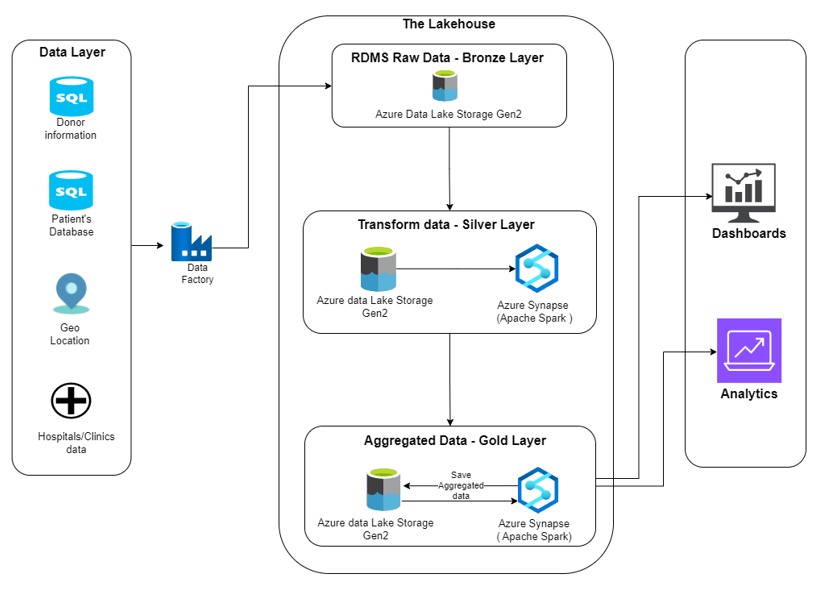 Data Layer
SQL
Donor
information
SQL
Patient's
Database
Geo
Location
Hospitals/Clinics
data
Data
Factory
The Lakehouse
RDMS Raw Data - Bronze Layer
Azure Data Lake Storage Gen2
Transform data - Silver Layer
Azure data Lake Storage
Gen2
Azure Synapse
(Apache Spark )
Aggregated Data - Gold Layer
Save
Aggregated
data
Azure data Lake Storage
Gen2
Azure Synapse
( Apache Spark)
Dashboards
Analytics